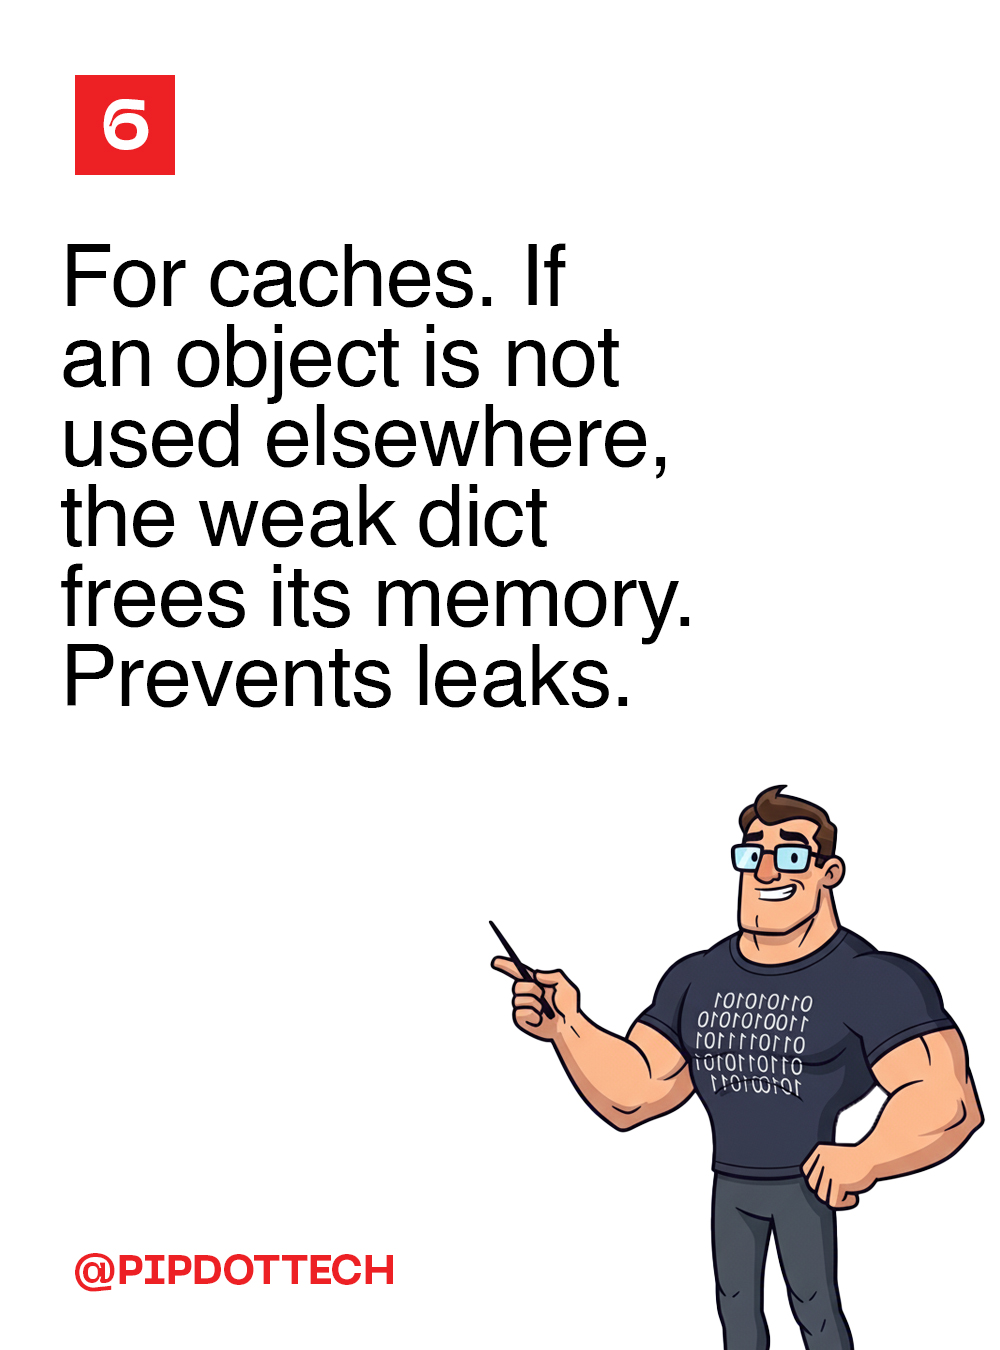 6
For caches. If
an object is not
used elsewhere,
the weak dict
frees its memory.
Prevents leaks.
@PIPDOTTECH